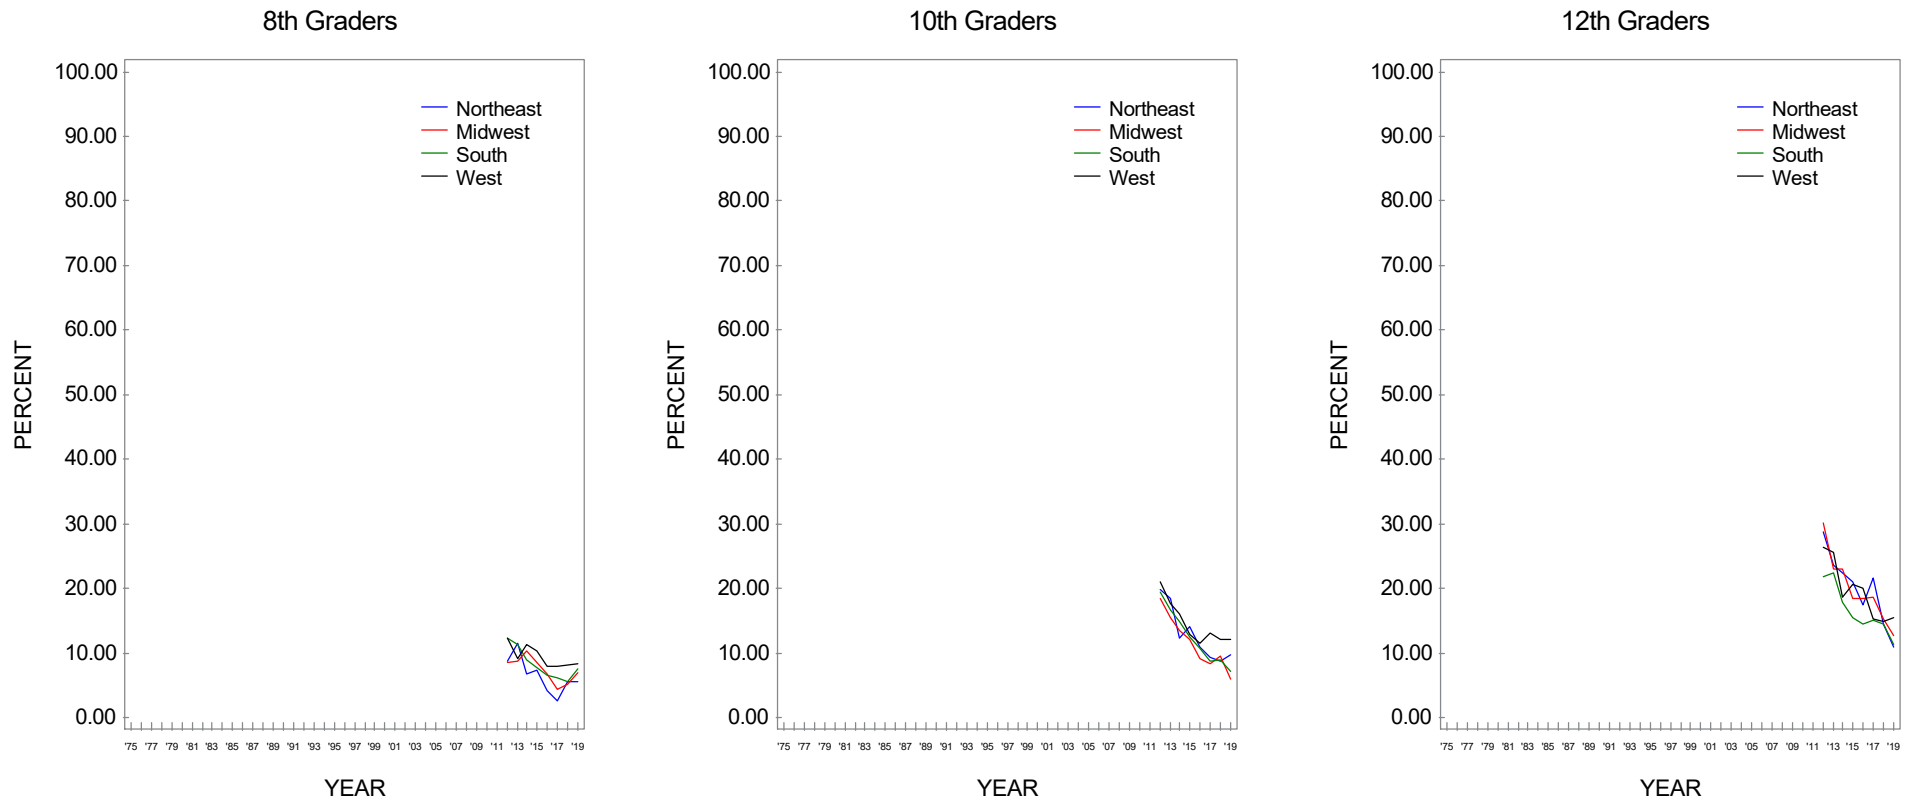 8th Graders
100.00
90.00
80.00
70.00
60.00
50.00
40.00
30.00
20.00
10.00
0.00
PERCENT
Northeast
Midwest
South
West
'75 '77 '79 '81 '83 '85 '87 '89 '91 '93 '95 '97 '99 '01 '03 '05 '07 '09 '11 '13 '15 '17 '19
YEAR
10th Graders
100.00
90.00
80.00
70.00
60.00
50.00
40.00
30.00
20.00
10.00
0.00
PERCENT
Northeast
Midwest
South
West
'75 '77 '79 '81 '83 '85 '87 '89 '91 '93 '95 '97 '99 '01 '03 '05 '07 '09 '11 '13 '15 '17 '19
YEAR
12th Graders
100.00
90.00
80.00
70.00
60.00
50.00
40.00
30.00
20.00
10.00
0.00
PERCENT
Northeast
Midwest
South
West
'75 '77 '79 '81 '83 '85 '87 '89 '91 '93 '95 '97 '99 '01 '03 '05 '07 '09 '11 '13 '15 '17 '19
YEAR